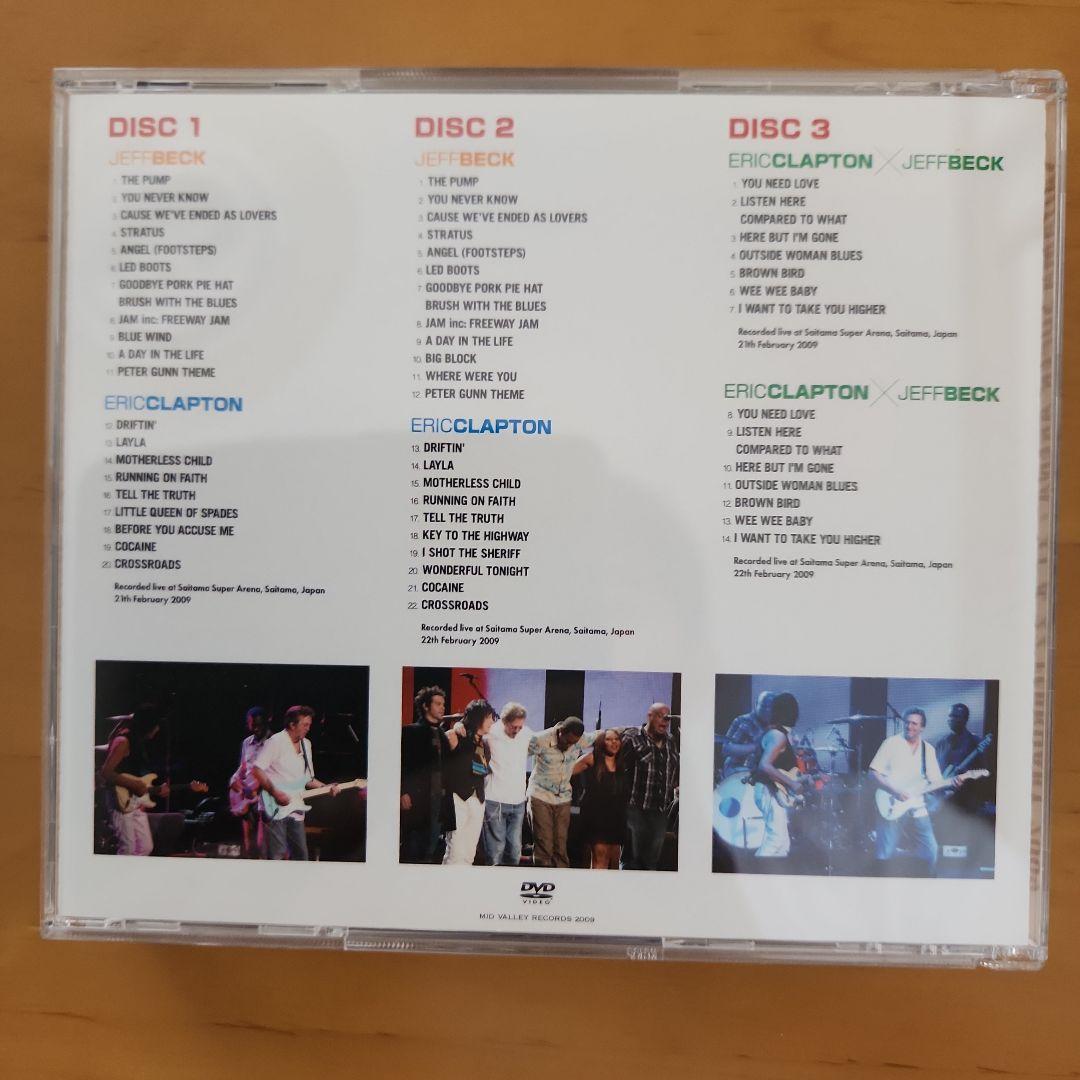 DISC 1
JEFFBECK
1. THE PUMP
2. YOU NEVER KNOW
3. CAUSE WE'VE ENDED AS LOVERS
4. STRATUS
5. ANGEL (FOOTSTEPS)
6. LED BOOTS
7. GOODBYE PORK PIE HAT
BRUSH WITH THE BLUES
8. JAM inc: FREEWAY JAM
9. BLUE WIND
10. A DAY IN THE LIFE
11. PETER GUNN THEME
ERICCLAPTON
12. DRIFTIN'
13. LAYLA
14. MOTHERLESS CHILD
15. RUNNING ON FAITH
16. TELL THE TRUTH
17. LITTLE QUEEN OF SPADES
18. BEFORE YOU ACCUSE ME
19. COCAINE
20. CROSSROADS
Recorded live at Saitama Super Arena, Saitama, Japan
21th February 2009
DISC 2
JEFFBECK
1. THE PUMP
2. YOU NEVER KNOW
3. CAUSE WE'VE ENDED AS LOVERS
4. STRATUS
5. ANGEL (FOOTSTEPS)
6. LED BOOTS
7. GOODBYE PORK PIE HAT
BRUSH WITH THE BLUES
8. JAM inc: FREEWAY JAM
9. A DAY IN THE LIFE
10. BIG BLOCK
11. WHERE WERE YOU
12. PETER GUNN THEME
ERICCLAPTON
13. DRIFTIN'
14. LAYLA
15. MOTHERLESS CHILD
16. RUNNING ON FAITH
17. TELL THE TRUTH
18. KEY TO THE HIGHWAY
19. I SHOT THE SHERIFF
20. WONDERFUL TONIGHT
21. COCAINE
22. CROSSROADS
Recorded live at Saitama Super Arena, Saitama, Japan
22th February 2009
DISC 3
ERICCLAPTON X JEFFBECK
1. YOU NEED LOVE
2. LISTEN HERE
COMPARED TO WHAT
3. HERE BUT I'M GONE
4. OUTSIDE WOMAN BLUES
5. BROWN BIRD
6. WEE WEE BABY
7. I WANT TO TAKE YOU HIGHER
Recorded live at Saitama Super Arena, Saitama, Japan
21th February 2009
ERICCLAPTON X JEFFBECK
8. YOU NEED LOVE
9. LISTEN HERE
COMPARED TO WHAT
10. HERE BUT I'M GONE
11. OUTSIDE WOMAN BLUES
12. BROWN BIRD
13. WEE WEE BABY
14. I WANT TO TAKE YOU HIGHER
Recorded live at Saitama Super Arena, Saitama, Japan
22th February 2009
DVD
VIDEO
MID VALLEY RECORDS 2009